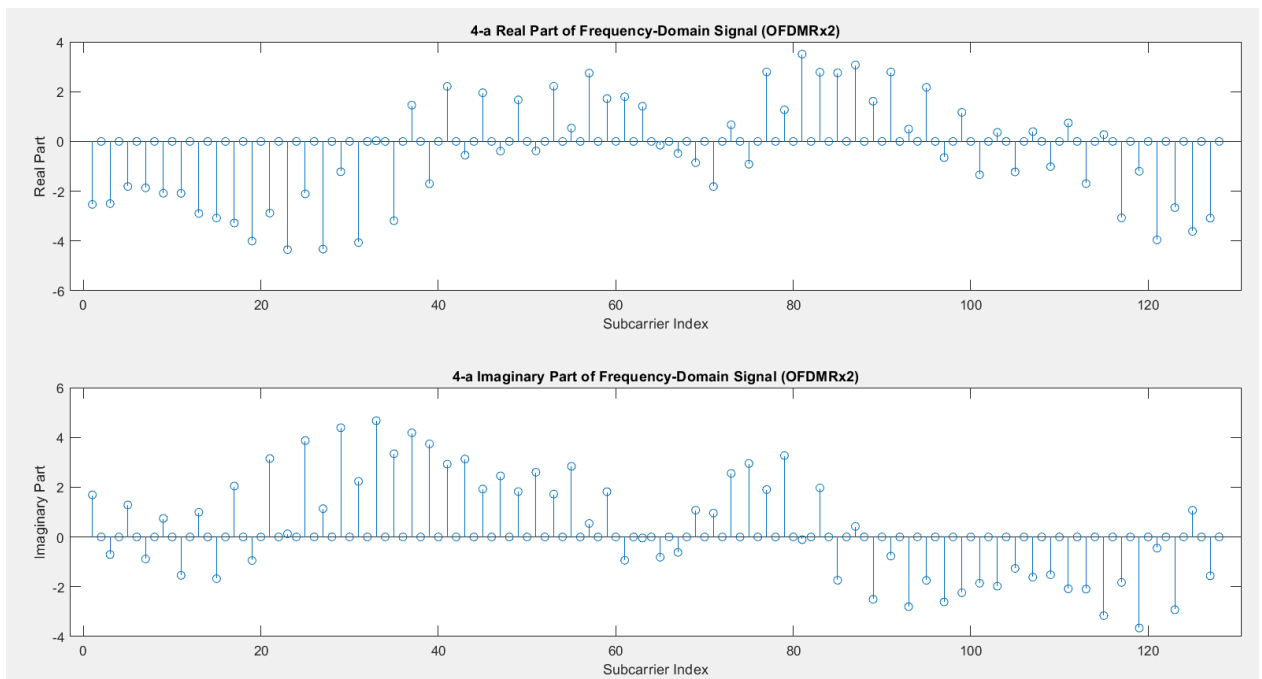 4-a Real Part of Frequency-Domain Signal (OFDMRx2)
4
2
0
-2
-4
-6
Real Part
0 20 40 60 80 100 120
Subcarrier Index
4-a Imaginary Part of Frequency-Domain Signal (OFDMRx2)
6
4
2
0
-2
-4
Imaginary Part
0 20 40 60 80 100 120
Subcarrier Index